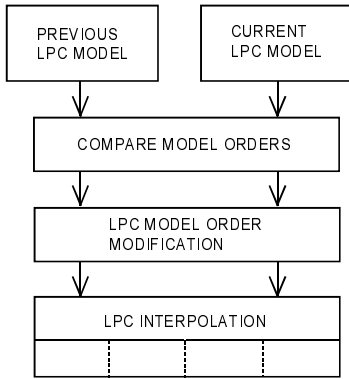 PREVIOUS
LPC MODEL
CURRENT
LPC MODEL
COMPARE MODEL ORDERS
LPC MODEL ORDER
MODIFICATION
LPC INTERPOLATION